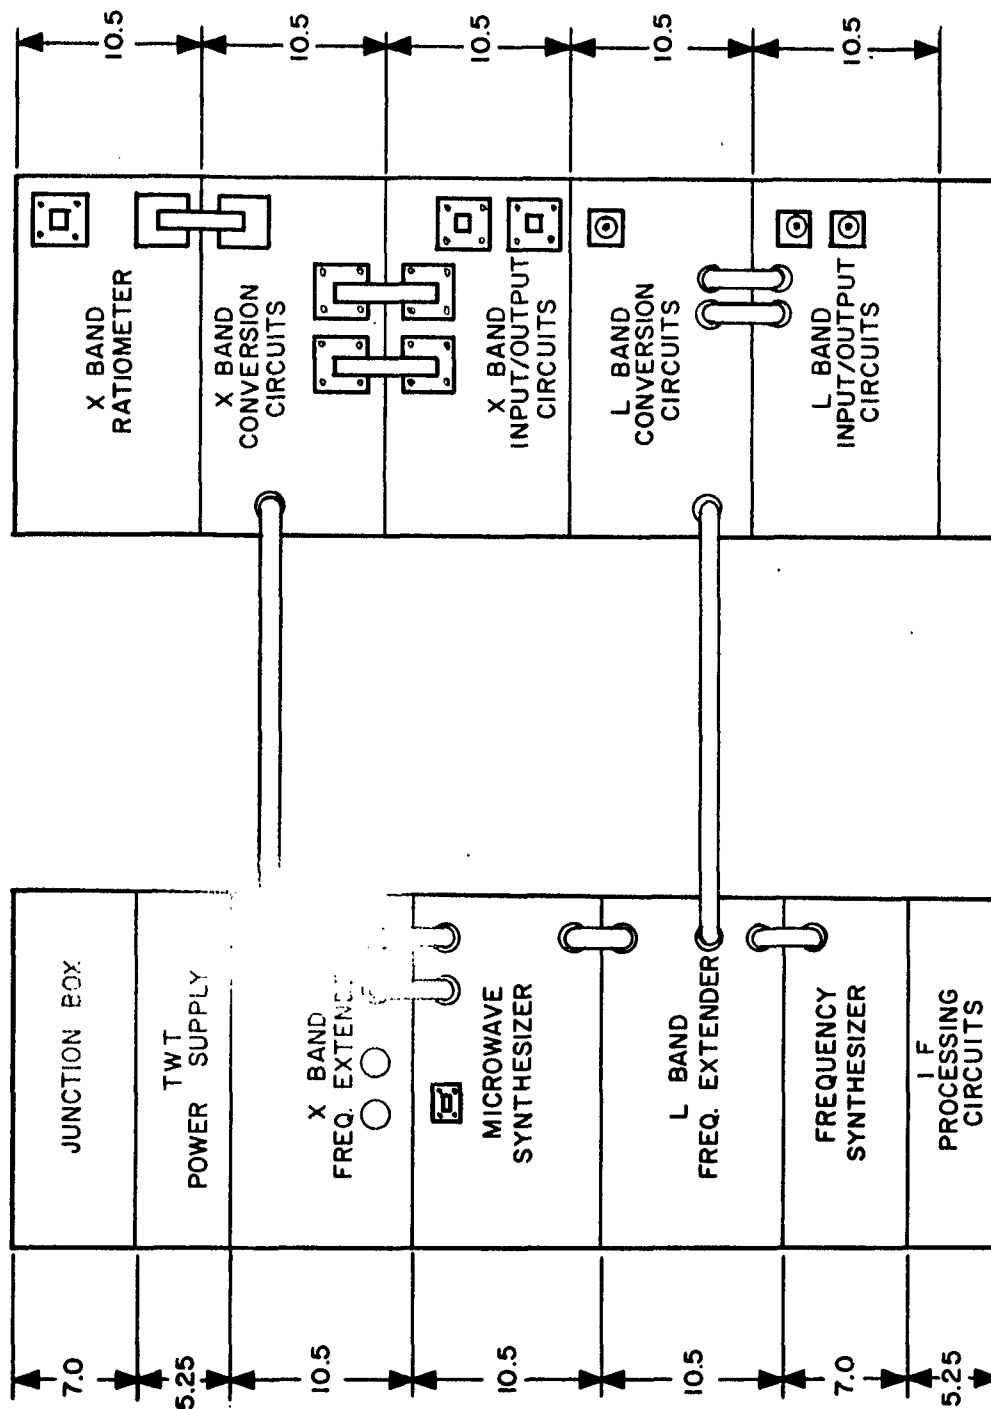 10.5
10.5
10.5
10.5
10.5
X BAND
RATIOMETER
X BAND
CONVERSION
CIRCUITS
X BAND
INPUT/OUTPUT
CIRCUITS
L BAND
CONVERSION
CIRCUITS
L BAND
INPUT/OUTPUT
CIRCUITS
JUNCTION BOX
TWT
POWER SUPPLY
X BAND
FREQ. EXTENDER
MICROWAVE
SYNTHESIZER
L BAND
FREQ. EXTENDER
FREQUENCY
SYNTHESIZER
I F
PROCESSING
CIRCUITS
7.0
5.25
10.5
10.5
10.5
7.0
5.25